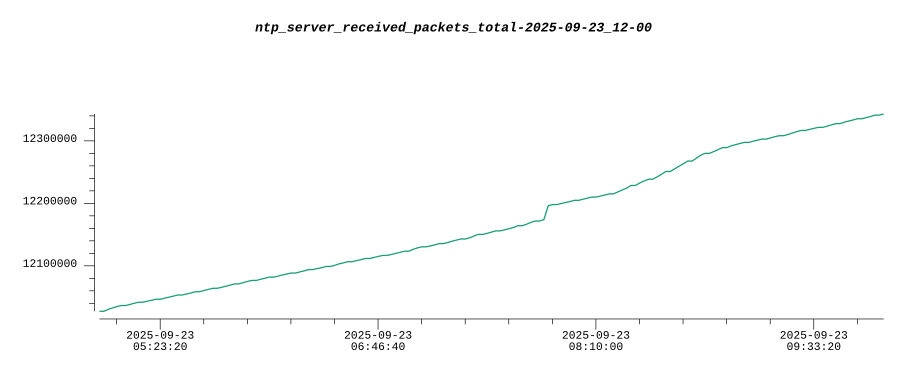 ntp_server_received_packets_total-2025-09-23_12-00
12300000
12200000
12100000
2025-09-23 2025-09-23 2025-09-23 2025-09-23
05:23:20 06:46:40 08:10:00 09:33:20